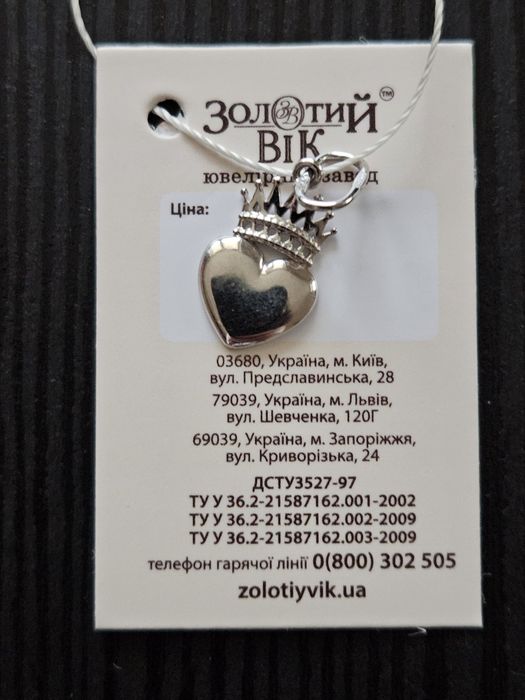 ЗОЛОТИЙ™
ЗВ
ВІК
Ціна:
03680, Україна, м. Київ,
вул. Предславинська, 28
79039, Україна, м. Львів,
вул. Шевченка, 120Г
69039, Україна, м. Запоріжжя,
вул. Криворізька, 24
ДСТУ3527-97
ТУ У 36.2-21587162.001-2002
ТУ У 36.2-21587162.002-2009
ТУ У 36.2-21587162.003-2009
телефон гарячої лінії 0(800) 302 505
zolotiyvik.ua